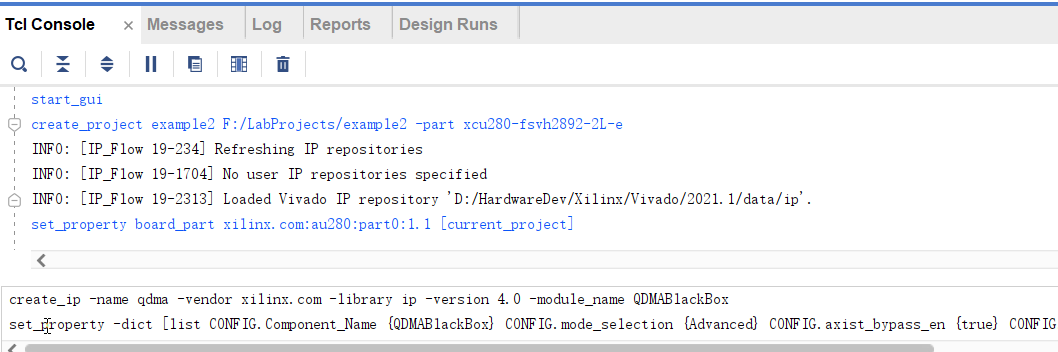 Tcl Console × Messages Log Reports Design Runs
start_gui
create_project example2 F:/LabProjects/example2 -part xcu280-fsvh2892-2L-e
INFO: [IP_Flow 19-234] Refreshing IP repositories
INFO: [IP_Flow 19-1704] No user IP repositories specified
INFO: [IP_Flow 19-2313] Loaded Vivado IP repository 'D:/HardwareDev/Xilinx/Vivado/2021.1/data/ip'.
set_property board_part xilinx.com:au280:part0:1.1 [current_project]
create_ip -name qdma -vendor xilinx.com -library ip -version 4.0 -module_name QDMABlackBox
set_property -dict [list CONFIG.Component_Name {QDMABlackBox} CONFIG.mode_selection {Advanced} CONFIG.axist_bypass_en {true} CONFIG